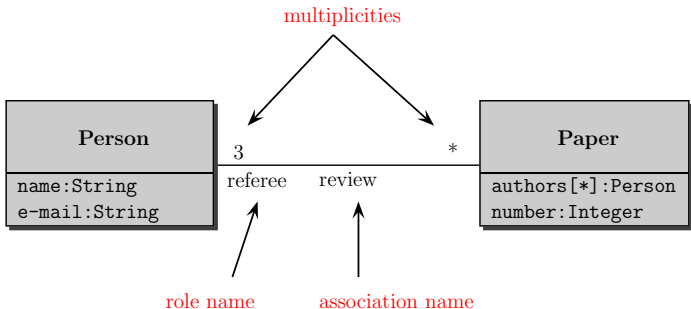 multiplicities
Person
name:String
e-mail:String
3
*
referee
review
Paper
authors[*]:Person
number:Integer
role name
association name